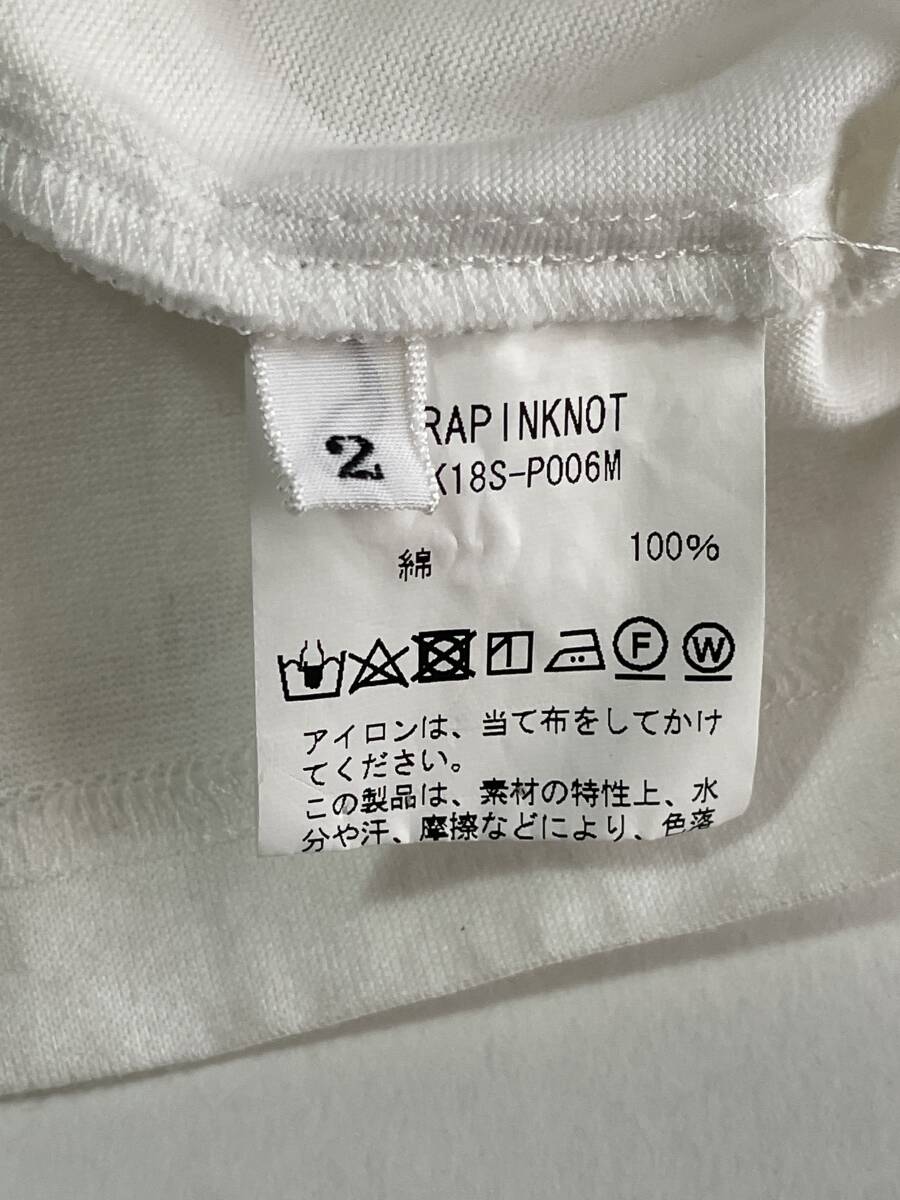 2
RAPINKNOT
K18S-P006M
綿 100%
F W
アイロンは、当て布をしてかけ
てください。
この製品は、素材の特性上、水
分や汗、摩擦などにより、色落